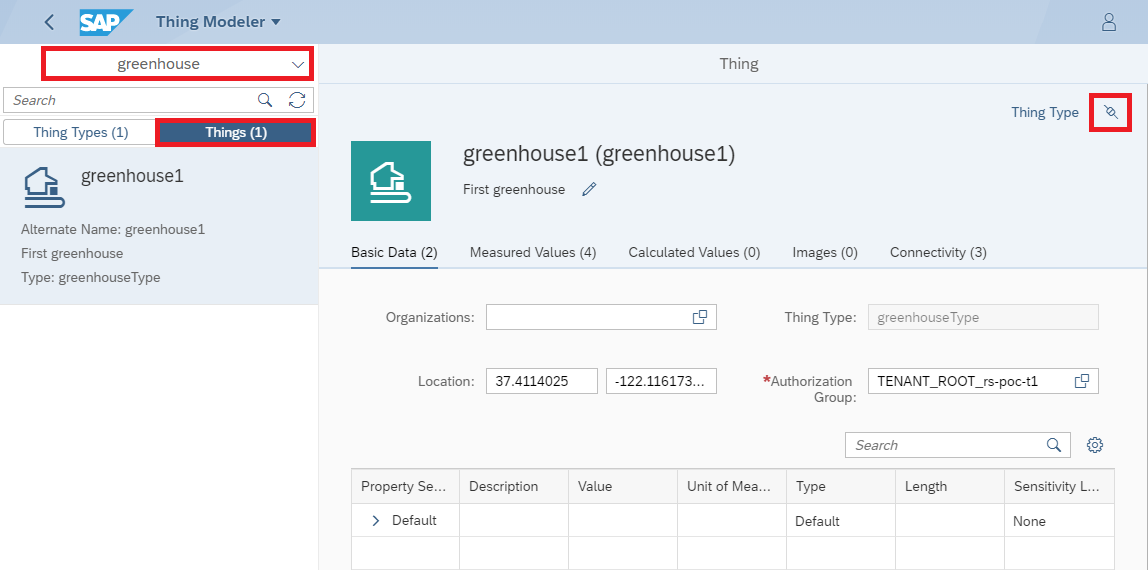 SAP Thing Modeler
greenhouse
Thing
Search
Thing Type
Thing Types (1) Things (1)
greenhouse1
Alternate Name: greenhouse1
First greenhouse
Type: greenhouseType
greenhouse1 (greenhouse1)
First greenhouse
Basic Data (2) Measured Values (4) Calculated Values (0) Images (0) Connectivity (3)
Organizations: Thing Type: greenhouseType
Location: 37.4114025 -122.116173... *Authorization
Group: TENANT_ROOT_rs-poc-t1
Search
Property Se... Description Value Unit of Mea... Type Length Sensitivity L...
Default Default None